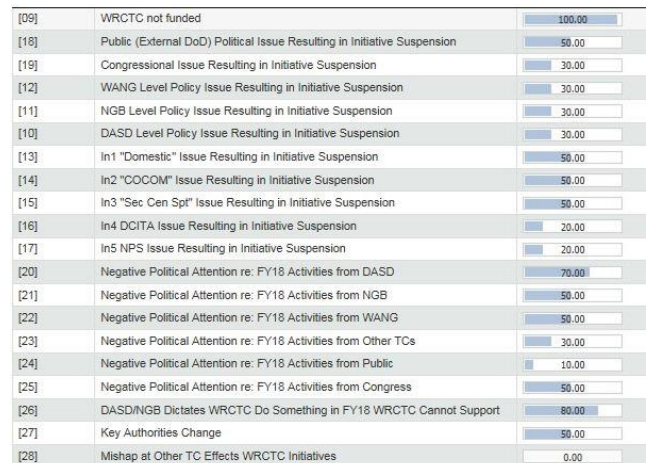 [09] WRCTC not funded 100.00
[18] Public (External DoD) Political Issue Resulting in Initiative Suspension 50.00
[19] Congressional Issue Resulting in Initiative Suspension 30.00
[12] WANG Level Policy Issue Resulting in Initiative Suspension 30.00
[11] NGB Level Policy Issue Resulting in Initiative Suspension 30.00
[10] DASD Level Policy Issue Resulting in Initiative Suspension 30.00
[13] In1 "Domestic" Issue Resulting in Initiative Suspension 50.00
[14] In2 "COCOM" Issue Resulting in Initiative Suspension 50.00
[15] In3 "Sec Cen Spt" Issue Resulting in Initiative Suspension 50.00
[16] In4 DCITA Issue Resulting in Initiative Suspension 20.00
[17] In5 NPS Issue Resulting in Initiative Suspension 20.00
[20] Negative Political Attention re: FY18 Activities from DASD 70.00
[21] Negative Political Attention re: FY18 Activities from NGB 50.00
[22] Negative Political Attention re: FY18 Activities from WANG 50.00
[23] Negative Political Attention re: FY18 Activities from Other TCs 30.00
[24] Negative Political Attention re: FY18 Activities from Public 10.00
[25] Negative Political Attention re: FY18 Activities from Congress 50.00
[26] DASD/NGB Dictates WRCTC Do Something in FY18 WRCTC Cannot Support 80.00
[27] Key Authorities Change 50.00
[28] Mishap at Other TC Effects WRCTC Initiatives 0.00